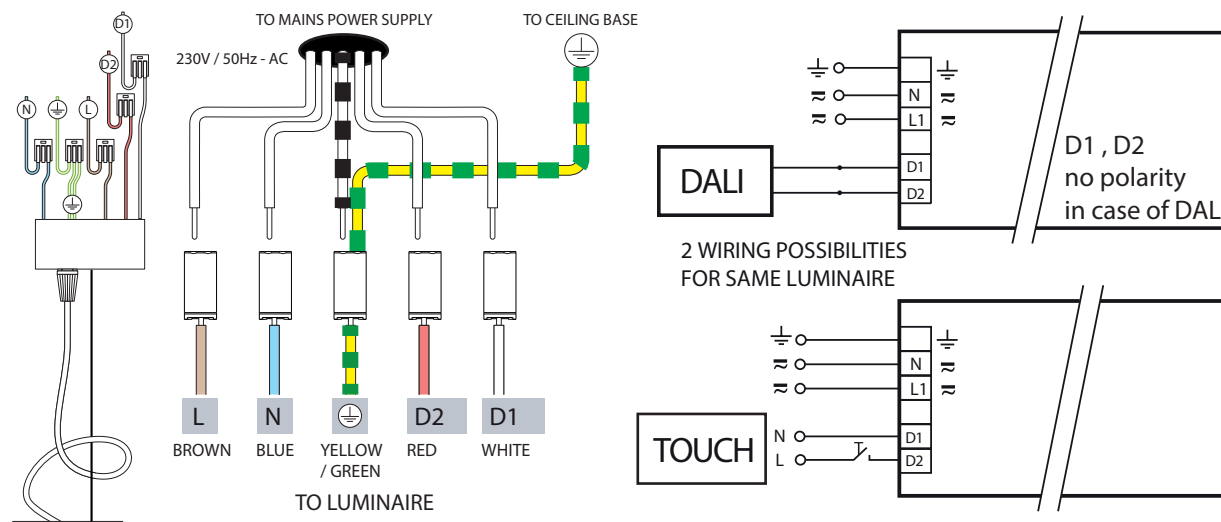 D1
D2
N
L
TO MAINS POWER SUPPLY
230V / 50Hz - AC
TO CEILING BASE
L
N
D2
D1
BROWN
BLUE
YELLOW
/ GREEN
RED
WHITE
TO LUMINAIRE
N
L1
DALI
D1
D2
D1 , D2
no polarity
in case of DAL
2 WIRING POSSIBILITIES
FOR SAME LUMINAIRE
N
L1
TOUCH
N
L
D1
D2